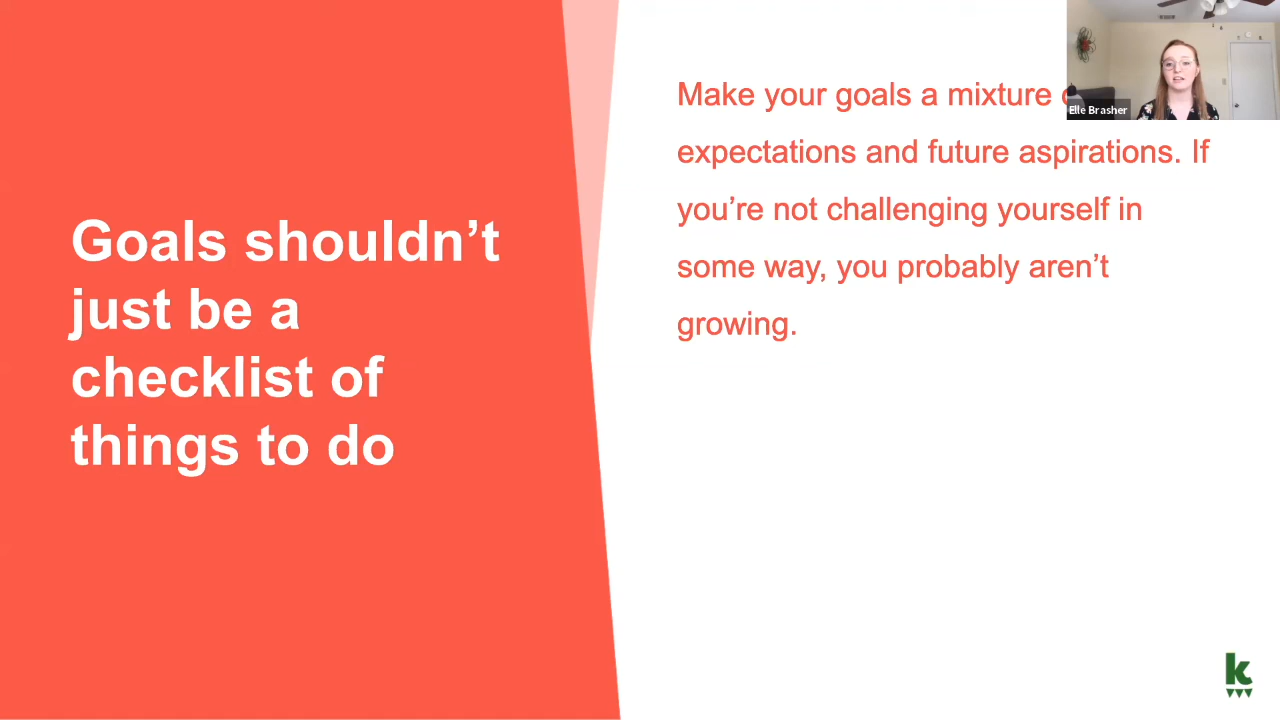 Goals shouldn’t
just be a
checklist of
things to do
Make your goals a mixture
expectations and future aspirations. If
you’re not challenging yourself in
some way, you probably aren’t
growing.
Elle Brasher
k